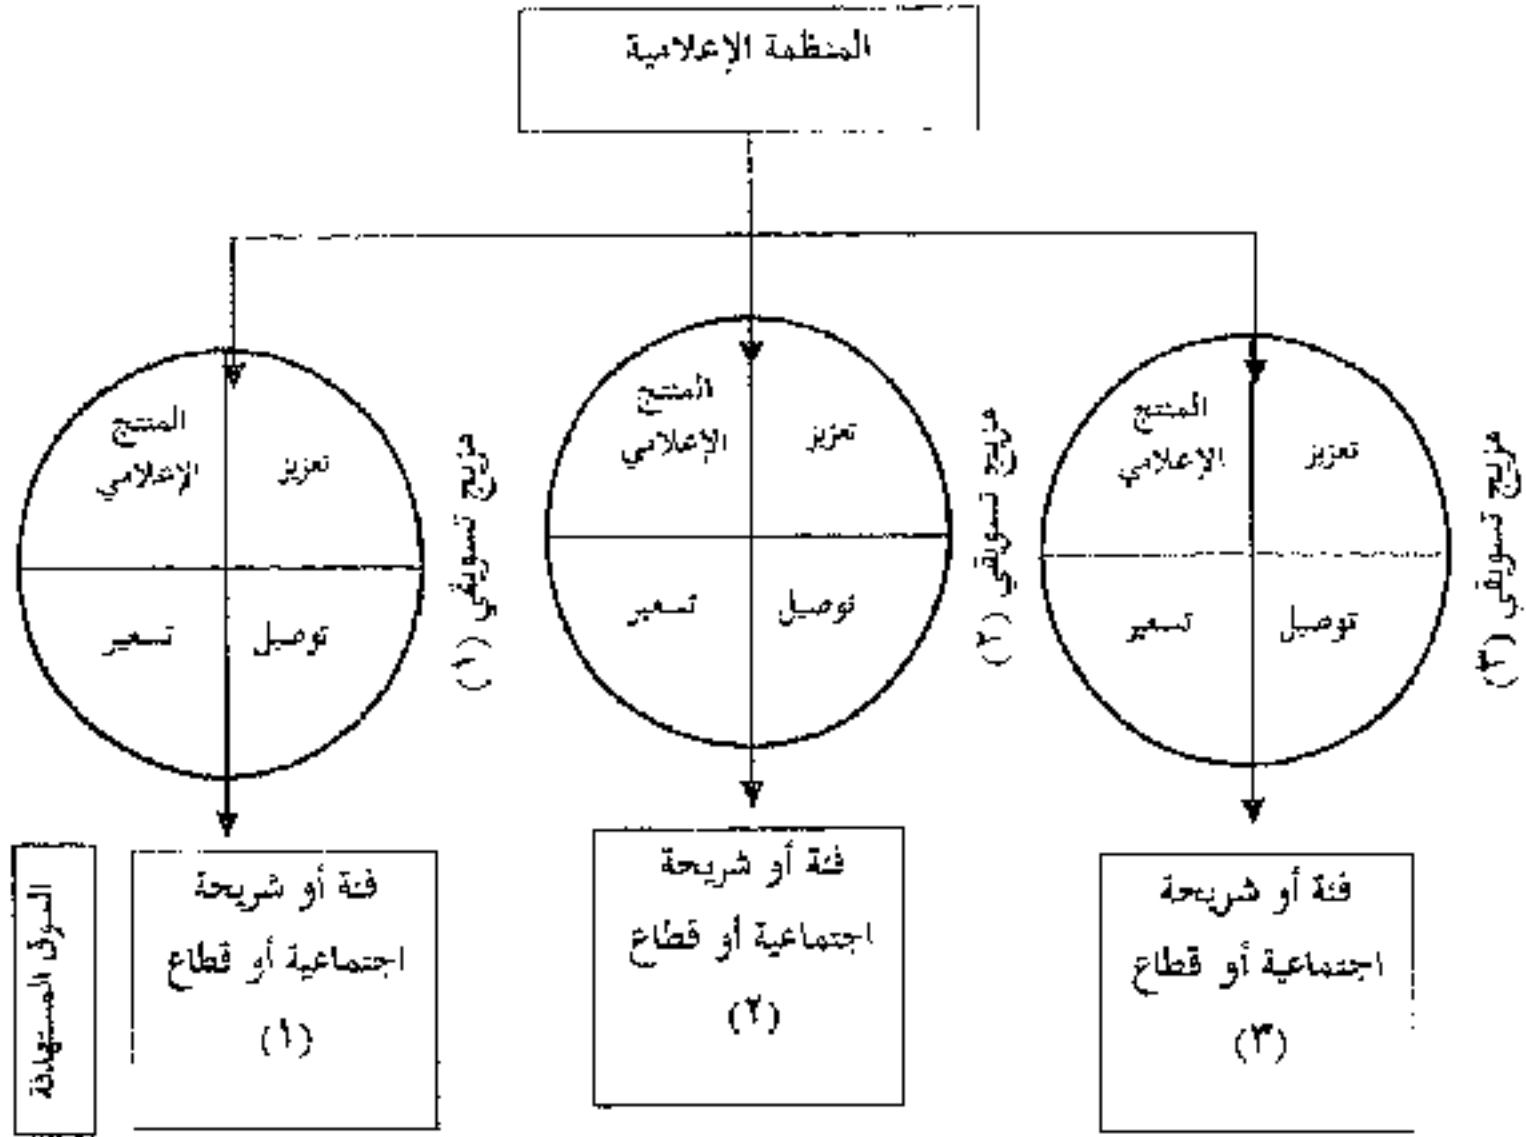 المنظمة الإعلامية
المنتج
الإعلامي
تعزيز
تسعير
توصيل
مزيج تسويقي (١)
المنتج
الإعلامي
تعزيز
تسعير
توصيل
مزيج تسويقي (٢)
المنتج
الإعلامي
تعزيز
تسعير
توصيل
مزيج تسويقي (٣)
السوق المستهدفة
فئة أو شريحة
اجتماعية أو قطاع
(١)
فئة أو شريحة
اجتماعية أو قطاع
(٢)
فئة أو شريحة
اجتماعية أو قطاع
(٣)